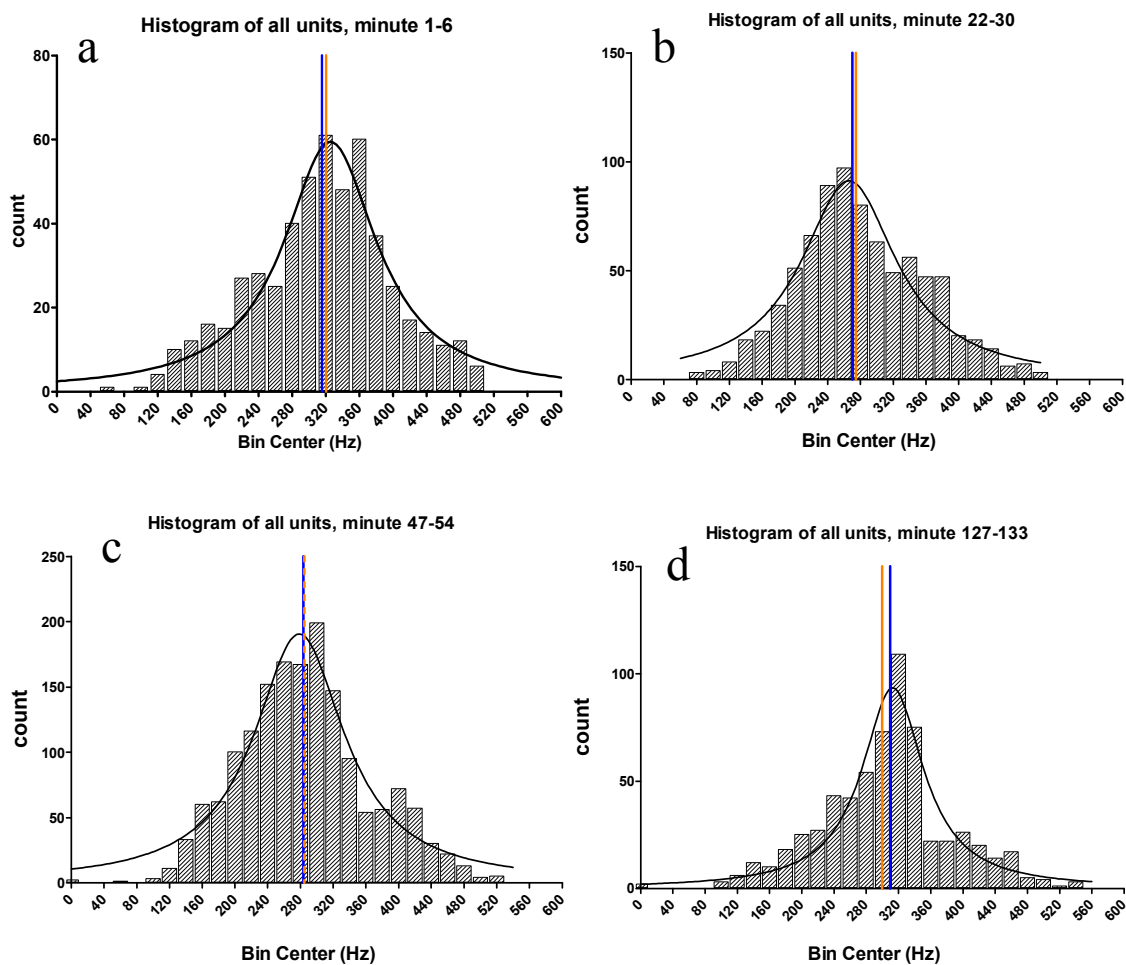 Histogram of all units, minute 1-6
a
80
60
40
20
0
count
0 40 80 120 160 200 240 280 320 360 400 440 480 520 560 600
Bin Center (Hz)
Histogram of all units, minute 22-30
b
150
100
50
0
count
0 40 80 120 160 200 240 280 320 360 400 440 480 520 560 600
Bin Center (Hz)
Histogram of all units, minute 47-54
c
250
200
150
100
50
0
count
0 40 80 120 160 200 240 280 320 360 400 440 480 520 560 600
Bin Center (Hz)
Histogram of all units, minute 127-133
d
150
100
50
0
count
0 40 80 120 160 200 240 280 320 360 400 440 480 520 560 600
Bin Center (Hz)